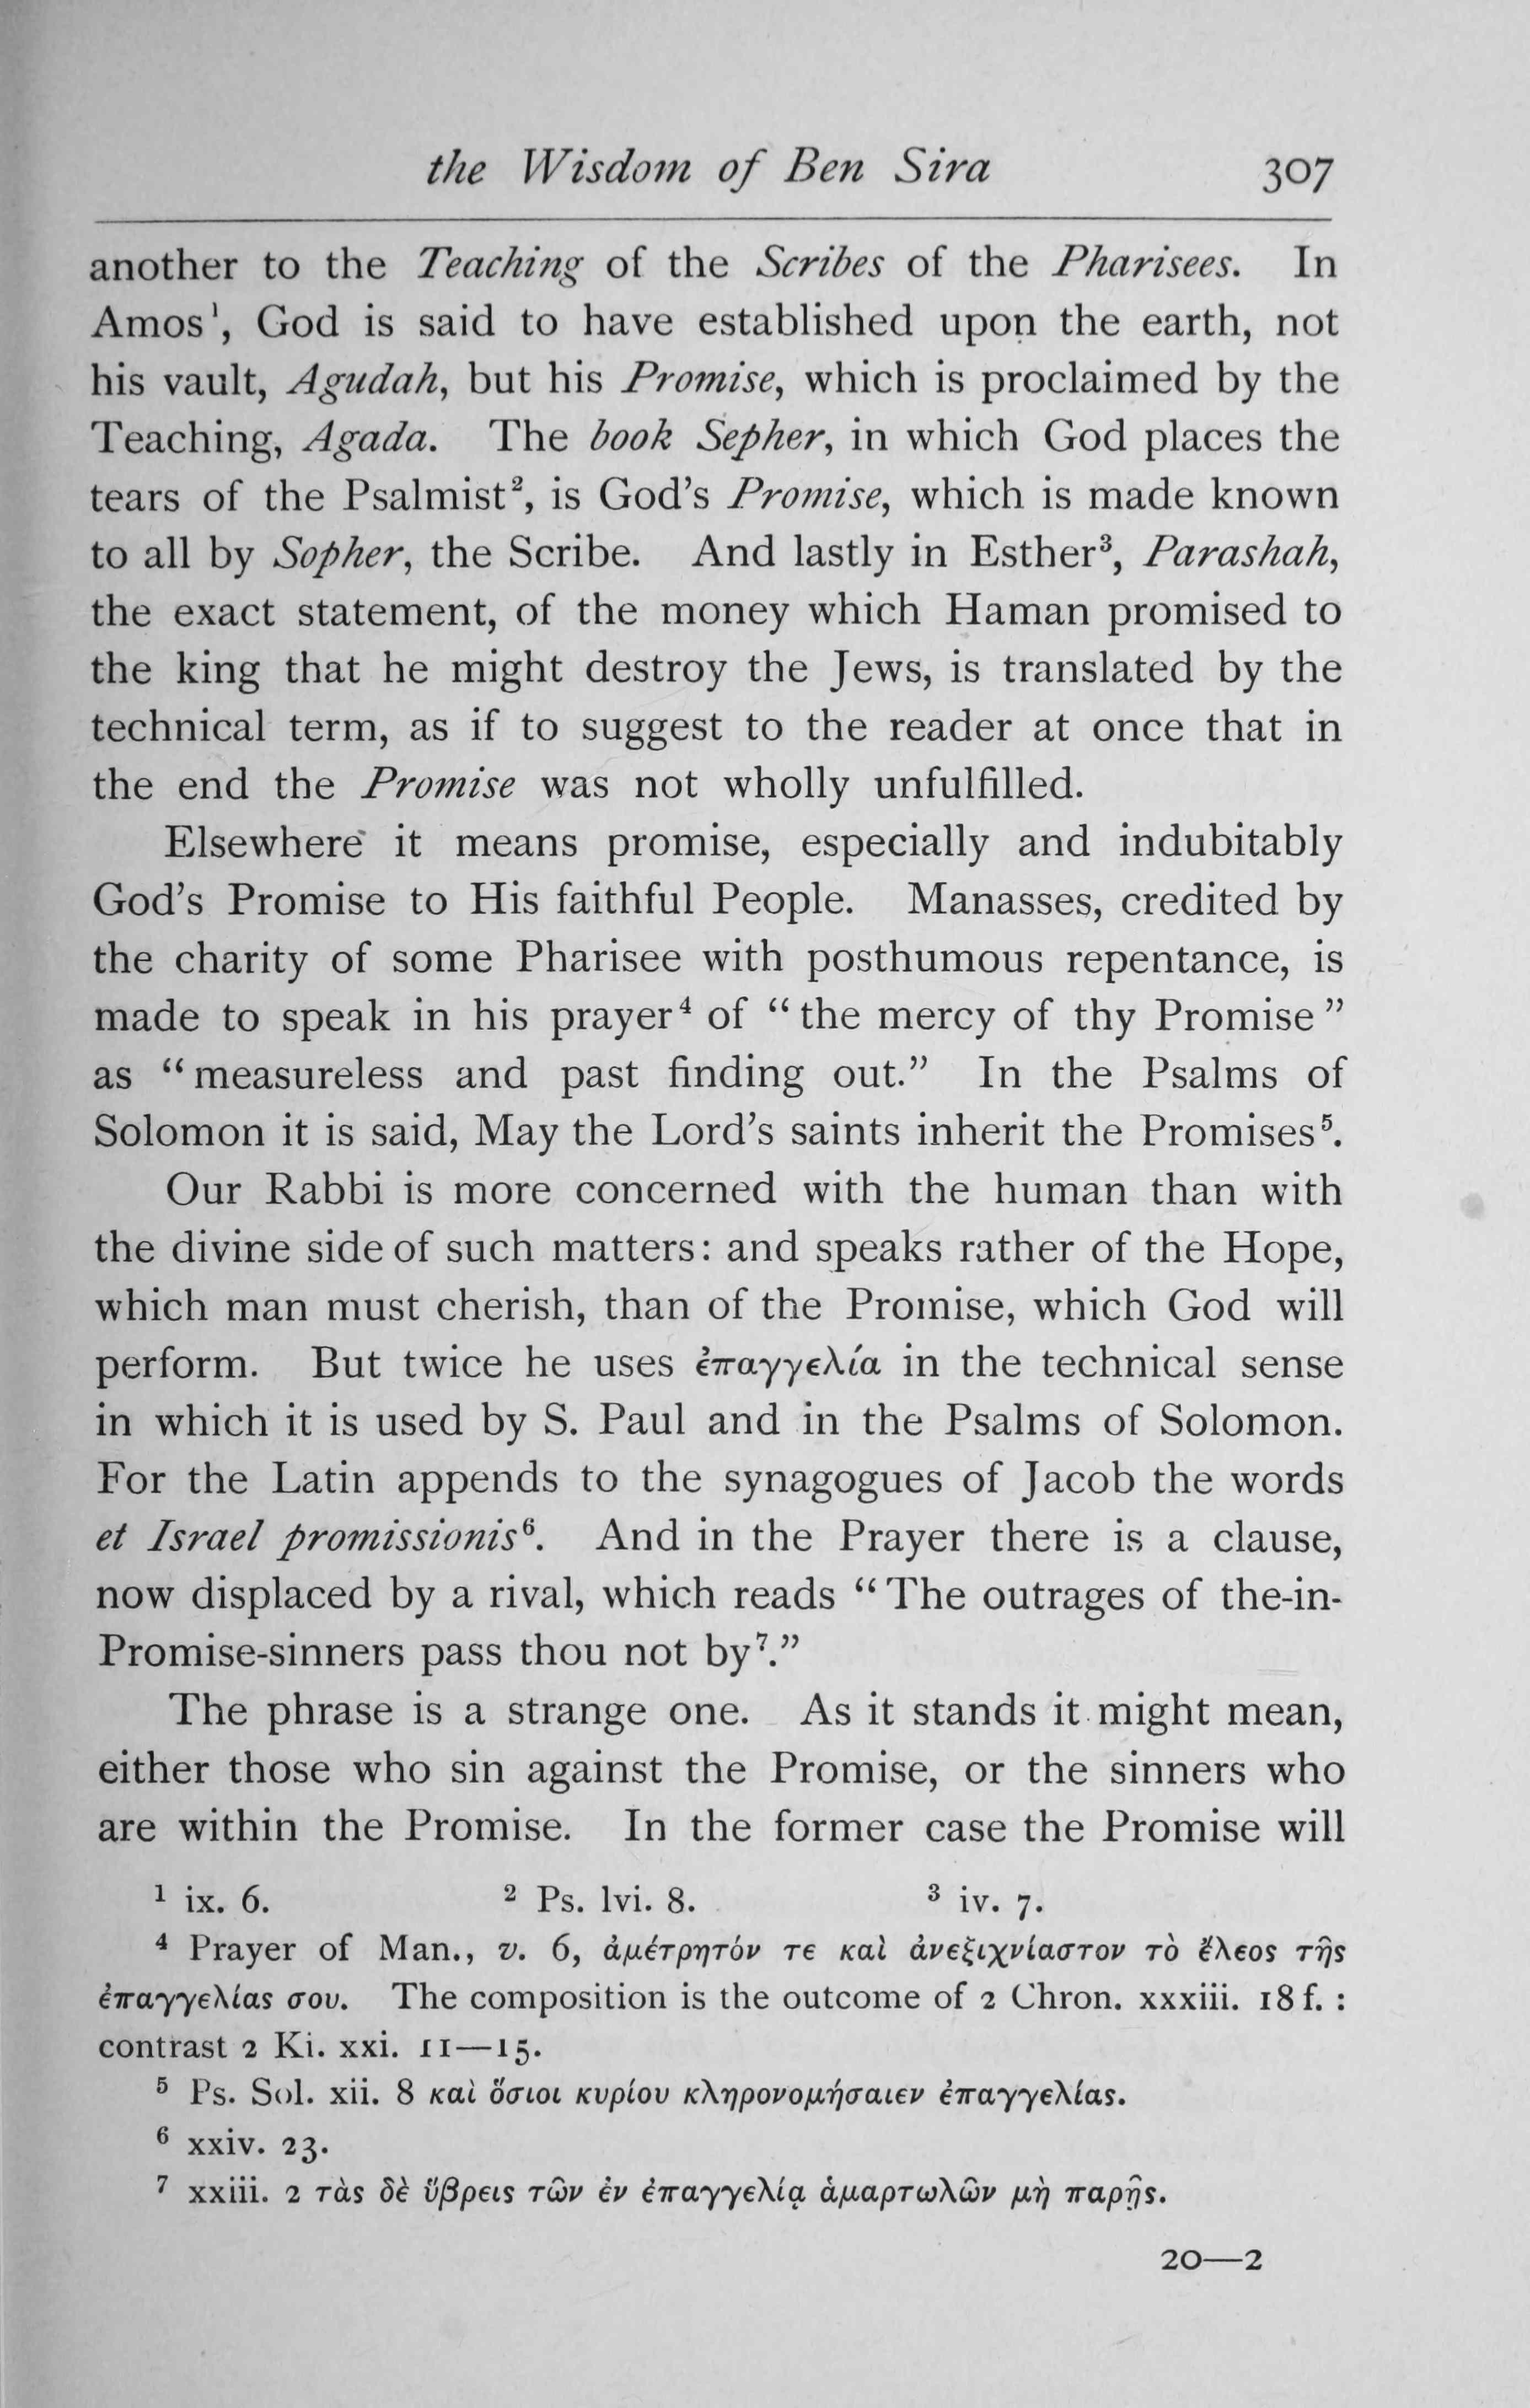 the Wisdom of Ben Sira 307
another to the Teaching of the Scribes of the Pharisees. In
Amos¹, God is said to have established upon the earth, not
his vault, Agudah, but his Promise, which is proclaimed by the
Teaching, Agada. The book Sepher, in which God places the
tears of the Psalmist², is God's Promise, which is made known
to all by Sopher, the Scribe. And lastly in Esther³, Parashah,
the exact statement, of the money which Haman promised to
the king that he might destroy the Jews, is translated by the
technical term, as if to suggest to the reader at once that in
the end the Promise was not wholly unfulfilled.
Elsewhere it means promise, especially and indubitably
God's Promise to His faithful People. Manasses, credited by
the charity of some Pharisee with posthumous repentance, is
made to speak in his prayer⁴ of “the mercy of thy Promise”
as “measureless and past finding out.” In the Psalms of
Solomon it is said, May the Lord's saints inherit the Promises⁵.
Our Rabbi is more concerned with the human than with
the divine side of such matters: and speaks rather of the Hope,
which man must cherish, than of the Promise, which God will
perform. But twice he uses ἐπαγγελία in the technical sense
in which it is used by S. Paul and in the Psalms of Solomon.
For the Latin appends to the synagogues of Jacob the words
et Israel promissionis⁶. And in the Prayer there is a clause,
now displaced by a rival, which reads “The outrages of the-in-
Promise-sinners pass thou not by⁷.”
The phrase is a strange one. As it stands it might mean,
either those who sin against the Promise, or the sinners who
are within the Promise. In the former case the Promise will
¹ ix. 6. ² Ps. lvi. 8. ³ iv. 7.
⁴ Prayer of Man., v. 6, ἀμέτρητόν τε καὶ ἀνεξιχνίαστον τὸ ἔλεος τῆς
ἐπαγγελίας σου. The composition is the outcome of 2 Chron. xxxiii. 18 f. :
contrast 2 Ki. xxi. 11—15.
⁵ Ps. Sol. xii. 8 καὶ ὅσιοι κυρίου κληρονομήσαιεν ἐπαγγελίας.
⁶ xxiv. 23.
⁷ xxiii. 2 τὰς δὲ ὕβρεις τῶν ἐν ἐπαγγελίᾳ ἁμαρτωλῶν μὴ παρῇς.
20—2